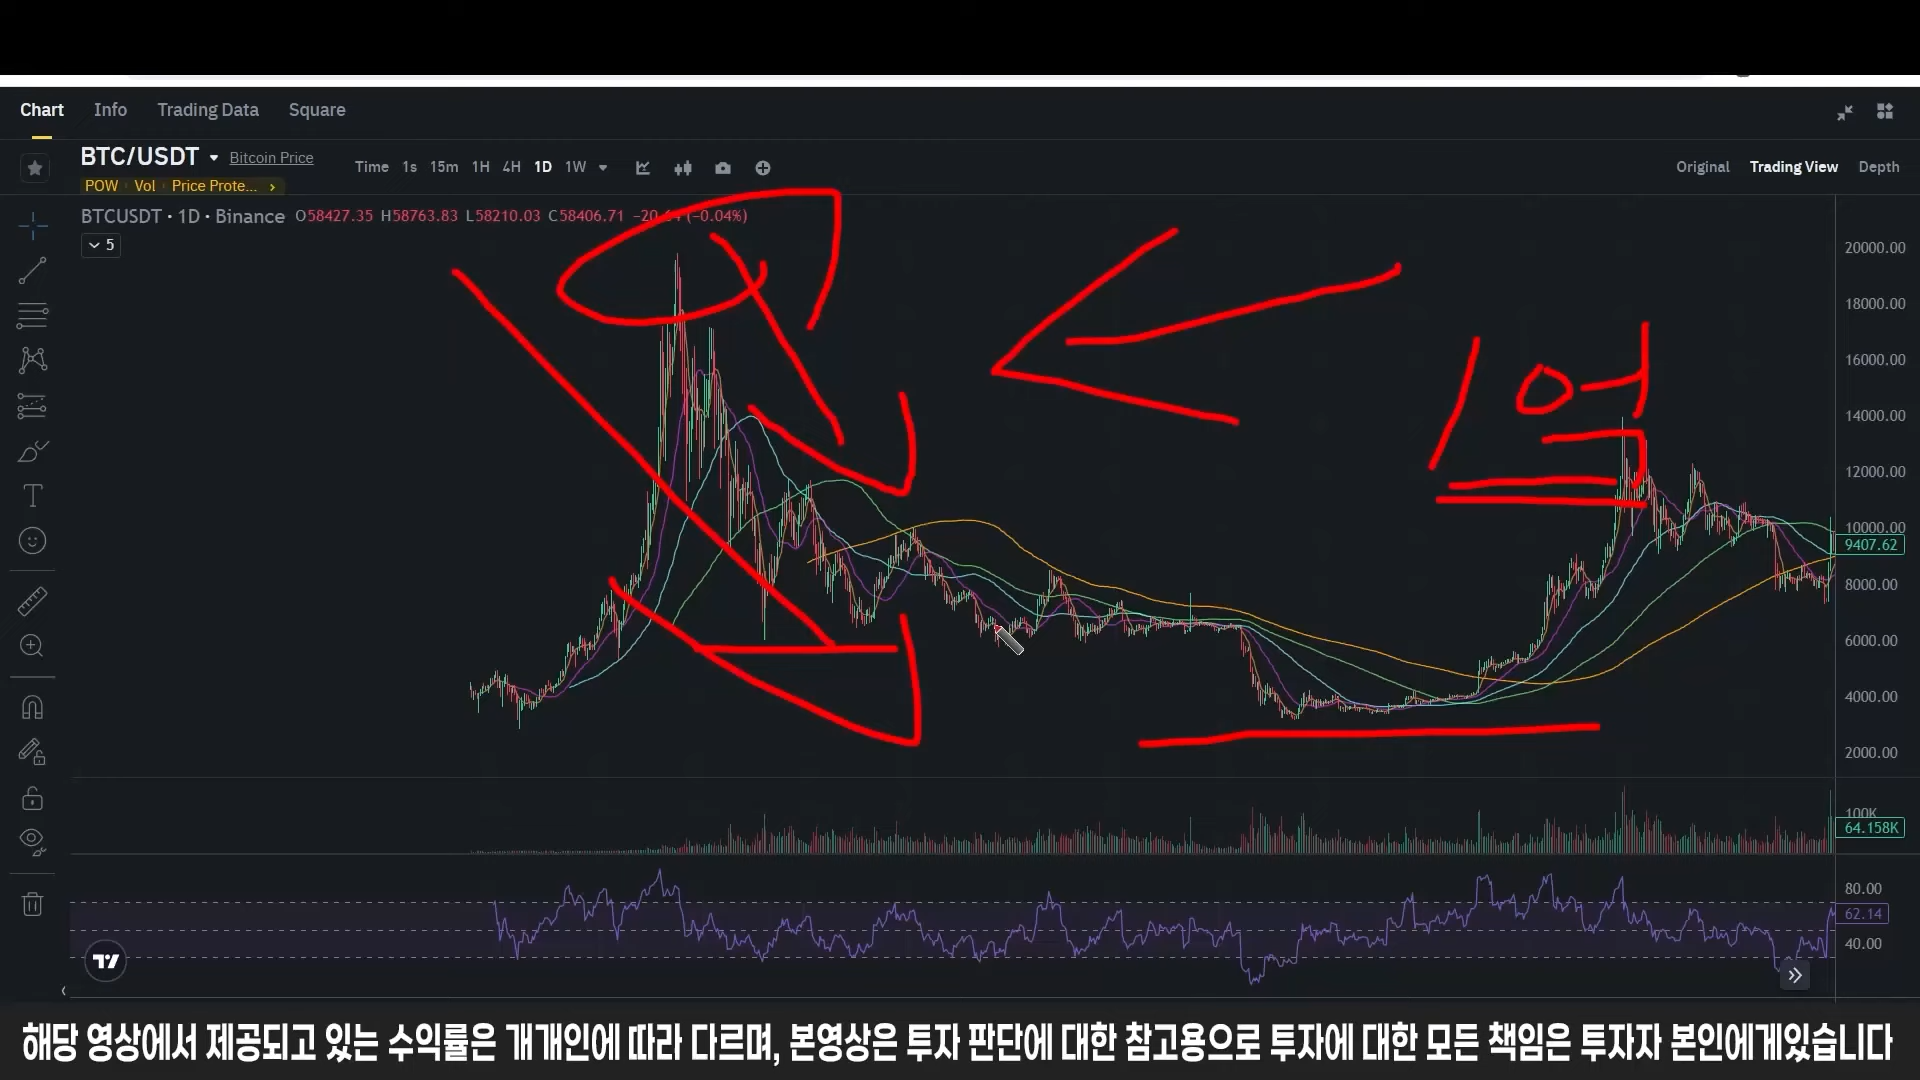 Chart Info Trading Data Square
BTC/USDT Bitcoin Price
Time 1s 15m 1H 4H 1D 1W
Original Trading View Depth
POW Vol Price Prote... ›
BTCUSDT · 1D · Binance O58427.35 H58763.83 L58210.03 C58406.71 (−0.04%)
5
20000.00
18000.00
16000.00
1억
14000.00
12000.00
10000.00
9407.62
8000.00
6000.00
4000.00
2000.00
100K
64.158K
80.00
62.14
40.00
해당 영상에서 제공되고 있는 수익률은 개개인에 따라 다르며, 본영상은 투자 판단에 대한 참고용으로 투자에 대한 모든 책임은 투자자 본인에게있습니다